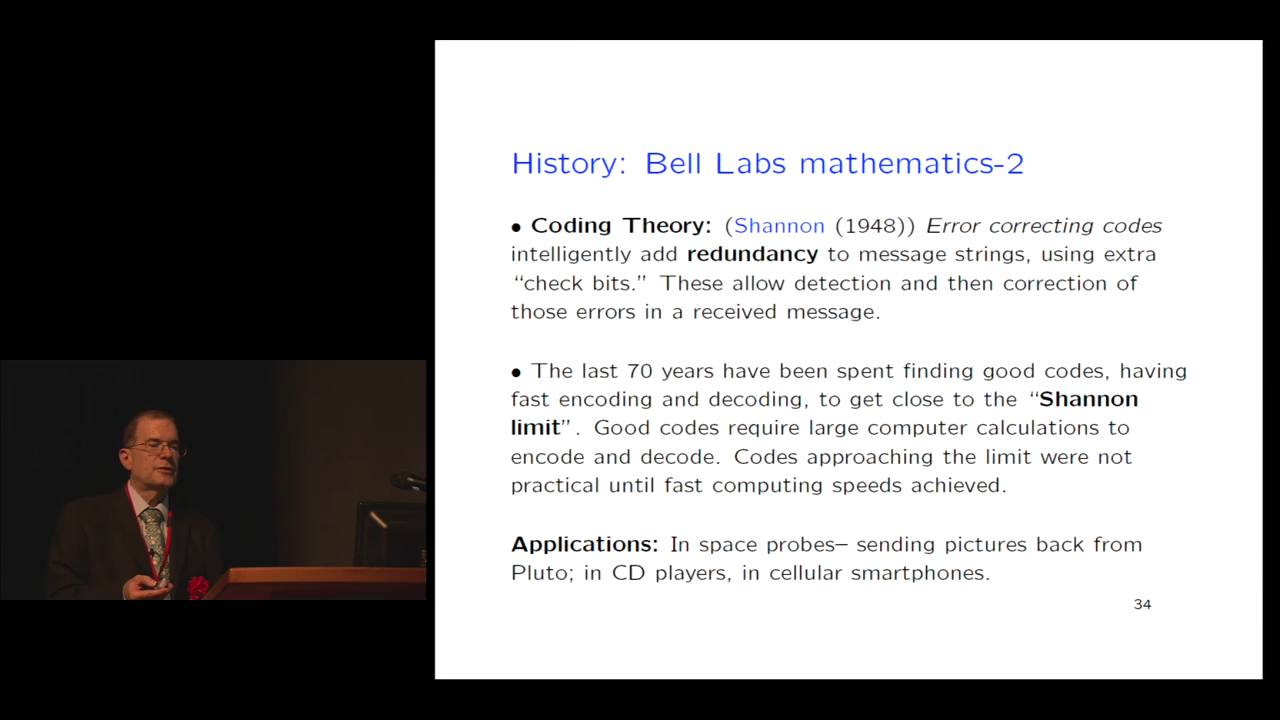 History: Bell Labs mathematics-2
• Coding Theory: (Shannon (1948)) Error correcting codes
intelligently add redundancy to message strings, using extra
“check bits.” These allow detection and then correction of
those errors in a received message.
• The last 70 years have been spent finding good codes, having
fast encoding and decoding, to get close to the “Shannon
limit”. Good codes require large computer calculations to
encode and decode. Codes approaching the limit were not
practical until fast computing speeds achieved.
Applications: In space probes– sending pictures back from
Pluto; in CD players, in cellular smartphones.
34